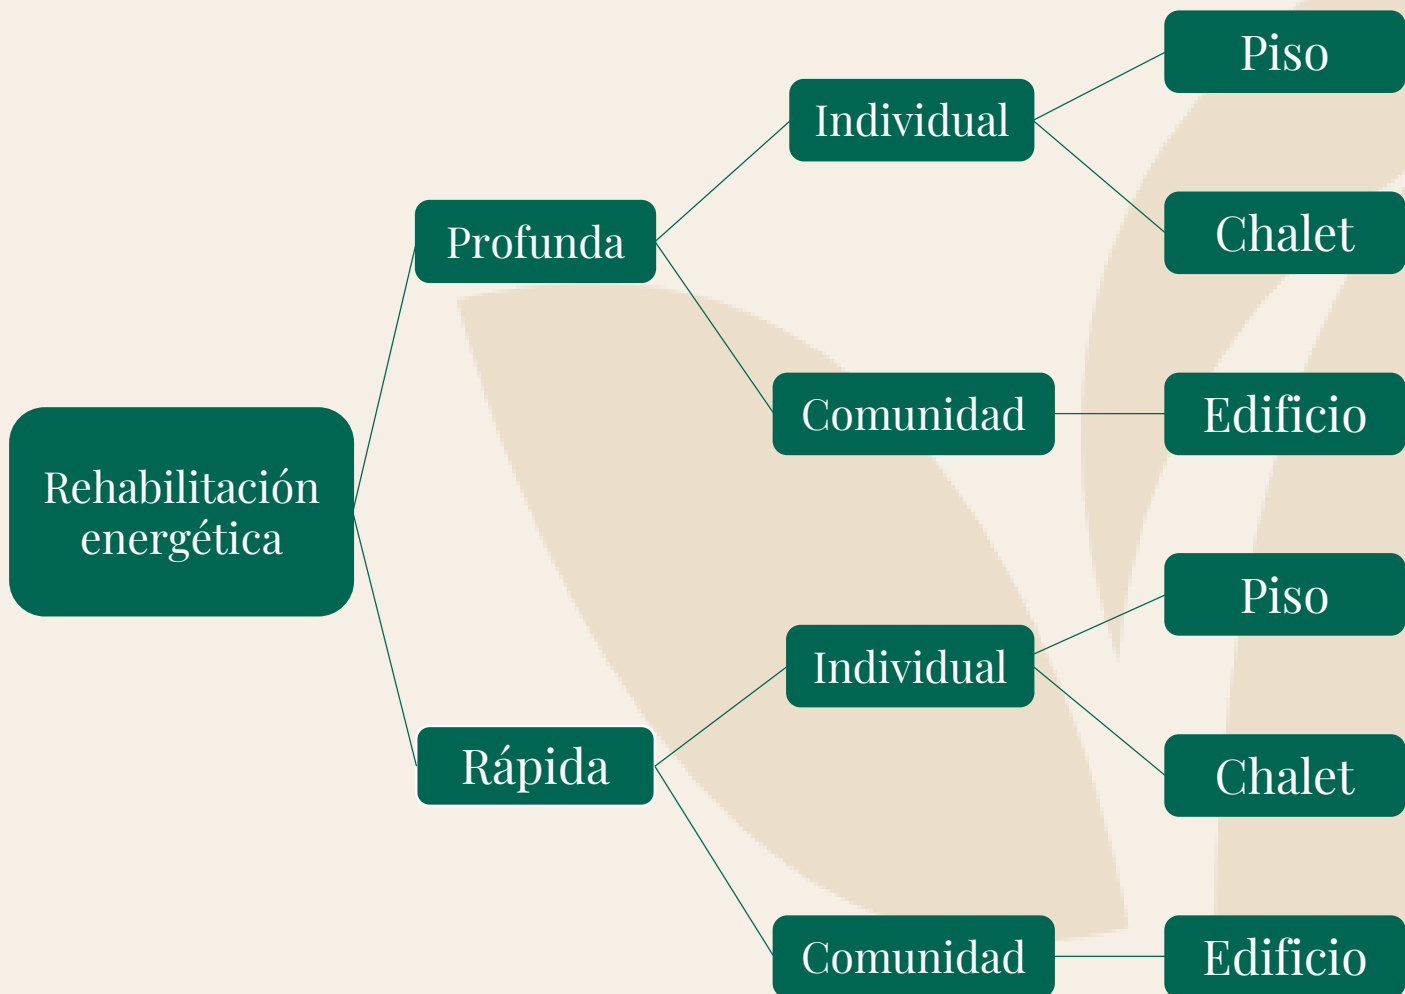 Piso
Individual
Chalet
Profunda
Comunidad
Edificio
Rehabilitación
energética
Piso
Individual
Chalet
Rápida
Comunidad
Edificio